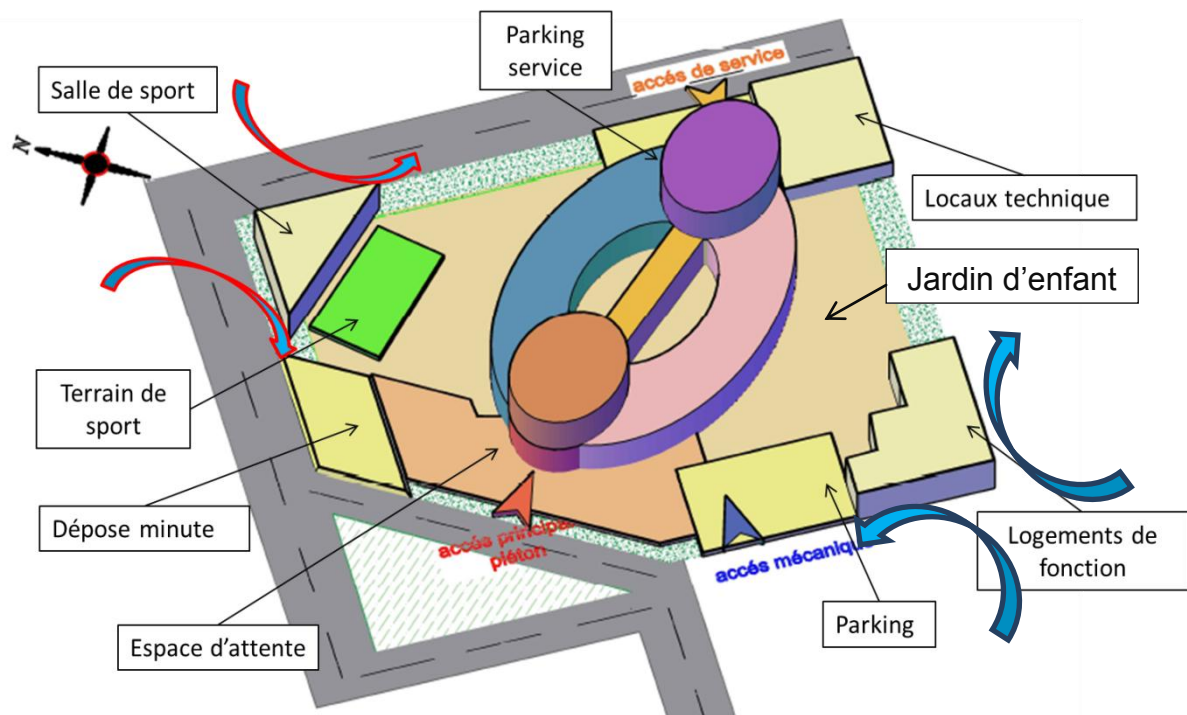 Parking
service
accés de service
Salle de sport
N
Locaux technique
Jardin d’enfant
Terrain de
sport
Dépose minute
accés principal
piéton
accés mécanique
Logements de
fonction
Parking
Espace d’attente